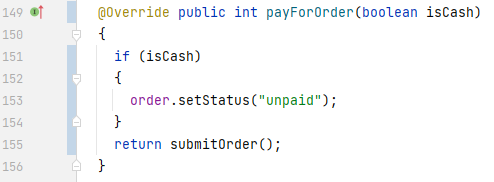 149 @Override public int payForOrder(boolean isCash)
150 {
151 if (isCash)
152 {
153 order.setStatus("unpaid");
154 }
155 return submitOrder();
156 }